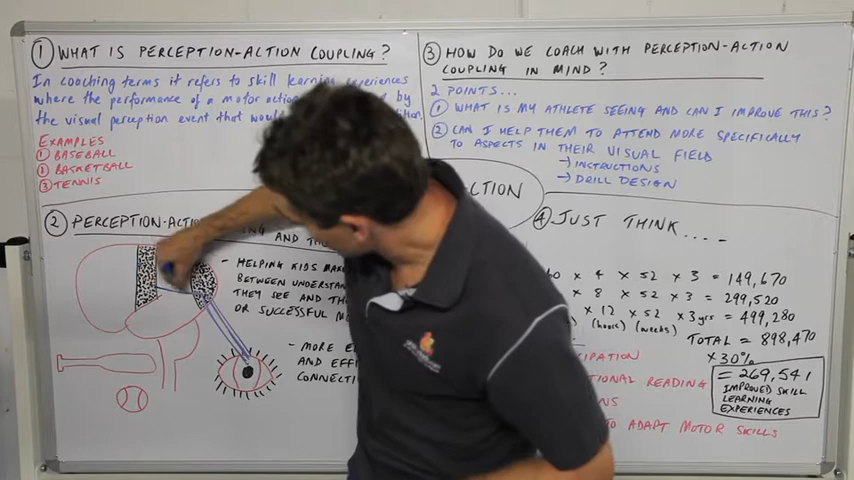 ① WHAT IS PERCEPTION-ACTION COUPLING?
In coaching terms it refers to skill learning experiences
where the performance of a motor action by
the visual perception event that
EXAMPLES
① BASEBALL
② BASKETBALL
③ TENNIS
② PERCEPTION-ACTI
ING AND TH
- HELPING KIDS MAK
BETWEEN UNDERSTAN
THEY SEE AND TH
OR SUCCESSFUL M
- MORE E
AND EFFI
CONNECTI
CTION
③ HOW DO WE COACH WITH PERCEPTION-ACTION
COUPLING IN MIND?
2 POINTS...
① WHAT IS MY ATHLETE SEEING AND CAN I IMPROVE THIS?
② CAN I HELP THEM TO ATTEND MORE SPECIFICALLY
TO ASPECTS IN THEIR VISUAL FIELD
→ INSTRUCTIONS
→ DRILL DESIGN
④ JUST THINK....
0 × 4 × 52 × 3 = 149,670
× 8 × 52 × 3 = 299,520
× 12 × 52 × 3yrs = 499,280
(hours) (weeks)
TOTAL = 898,470
×30%
= 269,541
IMPROVED SKILL
LEARNING
EXPERIENCES
CIPATION
TIONAL READING
NS
TO ADAPT MOTOR SKILLS